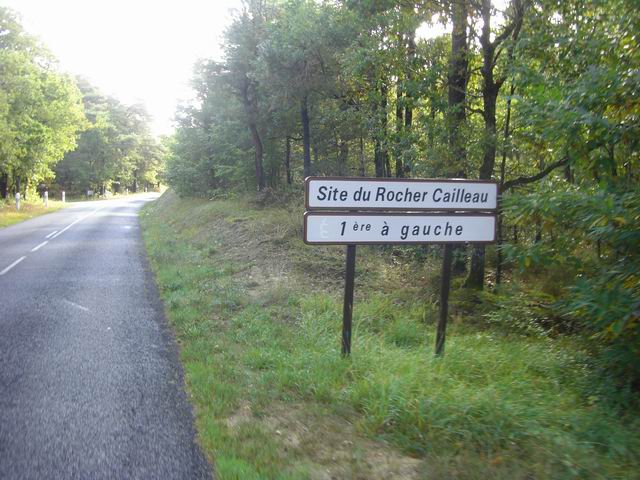 Site du Rocher Cailleau
1ère à gauche